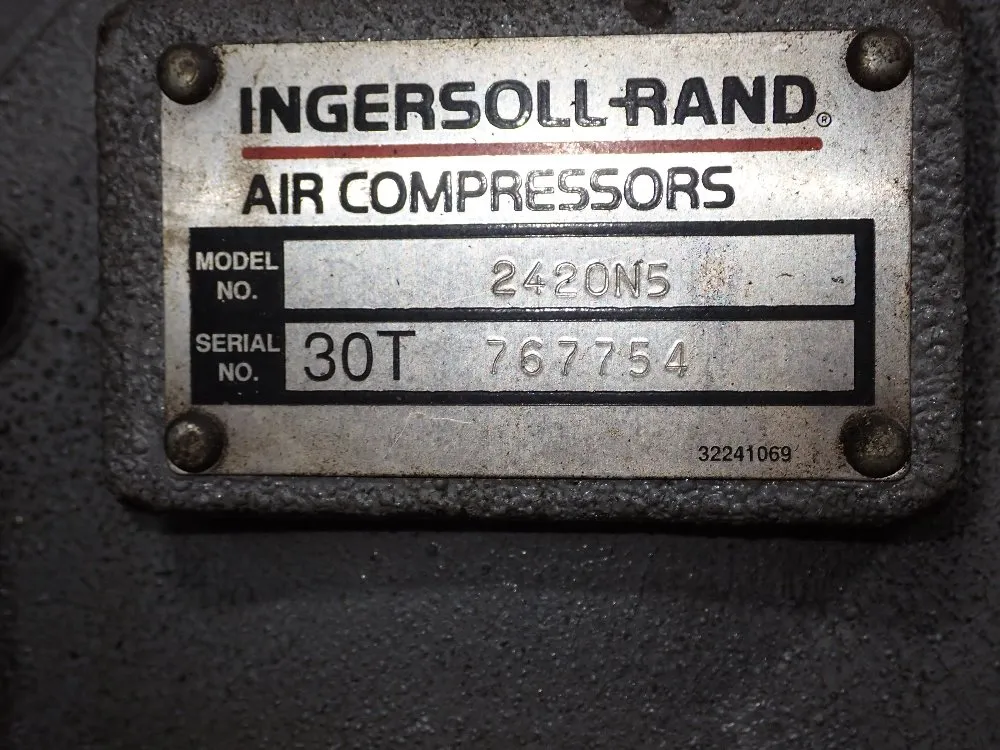 INGERSOLL-RAND®
AIR COMPRESSORS
MODEL NO. 2420N5
SERIAL NO. 30T 767754
32241069